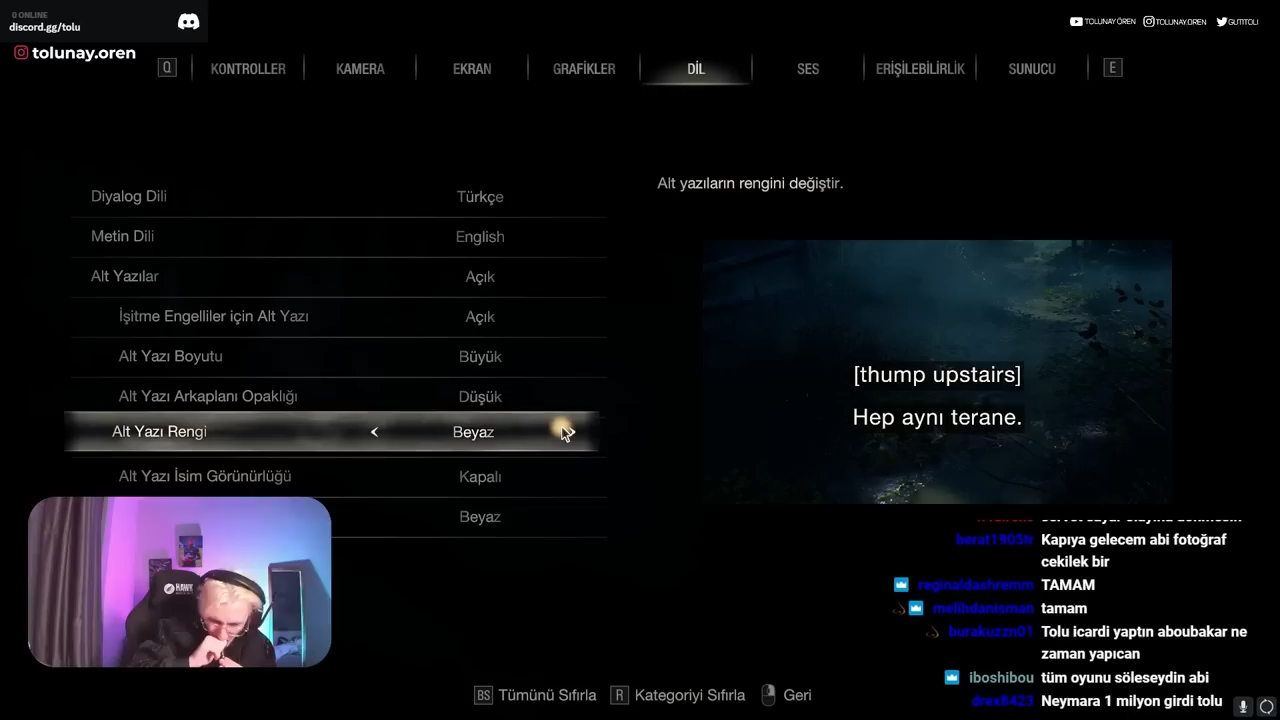 0 ONLINE
discord.gg/tolu
tolunay.oren
TOLUNAY ÖREN TOLUNAYOREN GUTITOLI
Q KONTROLLER KAMERA EKRAN GRAFİKLER DİL SES ERİŞİLEBİLİRLİK SUNUCU E
Diyalog Dili Türkçe
Alt yazıların rengini değiştir.
Metin Dili English
Alt Yazılar Açık
İşitme Engelliler için Alt Yazı Açık
Alt Yazı Boyutu Büyük
Alt Yazı Arkaplanı Opaklığı Düşük
Alt Yazı Rengi Beyaz
Alt Yazı İsim Görünürlüğü Kapalı
Beyaz
[thump upstairs]
Hep aynı terane.
HAWK
berat1905tr Kapıya gelecem abi fotoğraf
cekilek bir
reginaldashremm TAMAM
melihdanisman tamam
burakuzzn01 Tolu icardi yaptın aboubakar ne
zaman yapıcan
iboshibou tüm oyunu söleseydin abi
drex8423 Neymara 1 milyon girdi tolu
BS Tümünü Sıfırla R Kategoriyi Sıfırla Geri